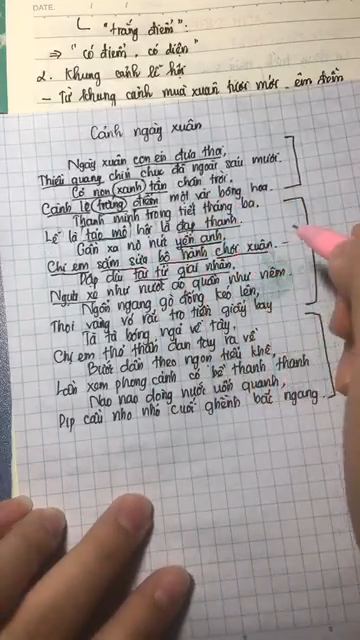 DATE:
"trắng điểm":
⇒ "có điểm, có diện"
2. Khung cảnh lễ hội
- Từ khung cảnh mùa xuân tươi mới, êm đềm
Cảnh ngày xuân
Ngày xuân con én đưa thoi,
Thiều quang chín chục đã ngoài sáu mươi.
Cỏ non (xanh) tận chân trời,
Cành lê (trắng) điểm một vài bông hoa.
Thanh minh trong tiết tháng ba,
Lễ là tảo mộ hội là đạp thanh.
Gần xa nô nức yến anh,
Chị em sắm sửa bộ hành chơi xuân.
Dập dìu tài tử giai nhân,
Ngựa xe như nước áo quần như nêm.
Ngổn ngang gò đống kéo lên,
Thoi vàng vó rắc tro tiền giấy bay
Tà tà bóng ngả về tây,
Chị em thơ thẩn dan tay ra về
Bước dần theo ngọn tiểu khê,
Lần xem phong cảnh có bề thanh thanh
Nao nao dòng nước uốn quanh,
Dịp cầu nho nhỏ cuối ghềnh bắc ngang.